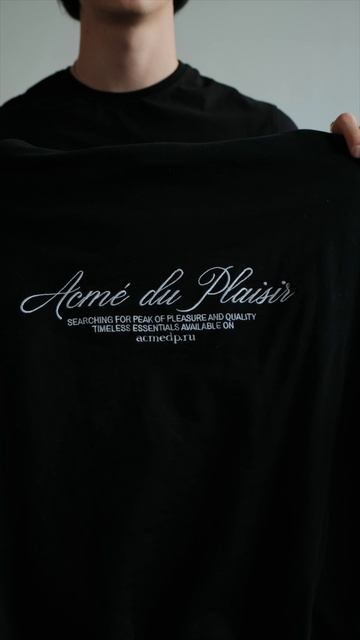 Acmé du Plaisir
SEARCHING FOR PEAK OF PLEASURE AND QUALITY
TIMELESS ESSENTIALS AVAILABLE ON
acmedp.ru